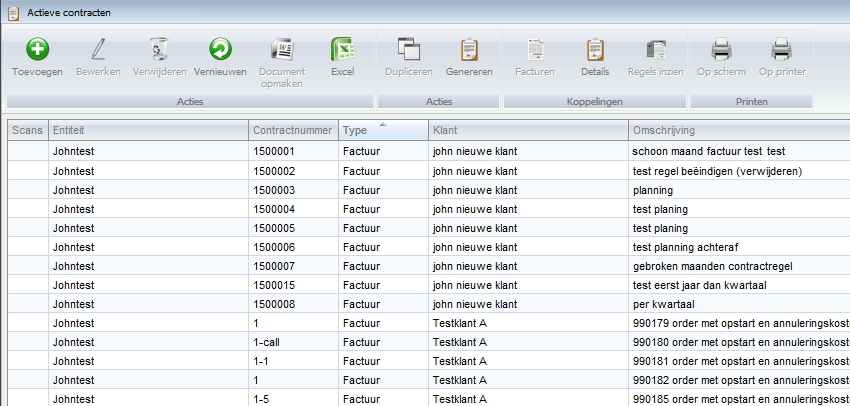 Actieve contracten
Toevoegen Bewerken Verwijderen Vernieuwen Document opmaken Excel Dupliceren Genereren Facturen Details Regels inzien Op scherm Op printer
Acties Acties Koppelingen Printen
Scans Entiteit Contractnummer Type Klant Omschrijving
Johntest 1500001 Factuur john nieuwe klant schoon maand factuur test test
Johntest 1500002 Factuur john nieuwe klant test regel beëindigen (verwijderen)
Johntest 1500003 Factuur john nieuwe klant planning
Johntest 1500004 Factuur john nieuwe klant test planing
Johntest 1500005 Factuur john nieuwe klant test planing
Johntest 1500006 Factuur john nieuwe klant test planning achteraf
Johntest 1500007 Factuur john nieuwe klant gebroken maanden contractregel
Johntest 1500015 Factuur john nieuwe klant test eerst jaar dan kwartaal
Johntest 1500008 Factuur john nieuwe klant per kwartaal
Johntest 1 Factuur Testklant A 990179 order met opstart en annuleringskoste
Johntest 1-call Factuur Testklant A 990180 order met opstart en annuleringskoste
Johntest 1-1 Factuur Testklant A 990181 order met opstart en annuleringskoste
Johntest 1 Factuur Testklant A 990182 order met opstart en annuleringskoste
Johntest 1-5 Factuur Testklant A 990185 order met opstart en annuleringskoste